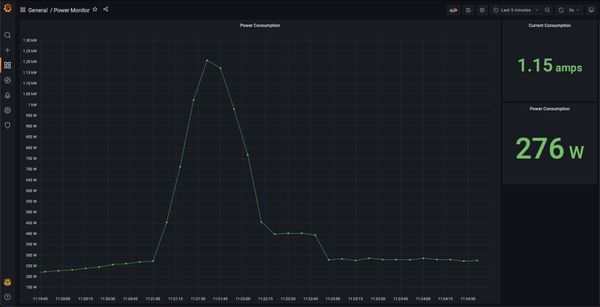 General / Power Monitor
Last 5 minutes
5s
Power Consumption
1.30 kW
1.25 kW
1.20 kW
1.15 kW
1.10 kW
1.05 kW
1 kW
950 W
900 W
850 W
800 W
750 W
700 W
650 W
600 W
550 W
500 W
450 W
400 W
350 W
300 W
250 W
200 W
150 W
11:19:45
11:20:00
11:20:15
11:20:30
11:20:45
11:21:00
11:21:15
11:21:30
11:21:45
11:22:00
11:22:15
11:22:30
11:22:45
11:23:00
11:23:15
11:23:30
11:23:45
11:24:00
11:24:15
11:24:30
Current Consumption
1.15 amps
Power Consumption
276 W